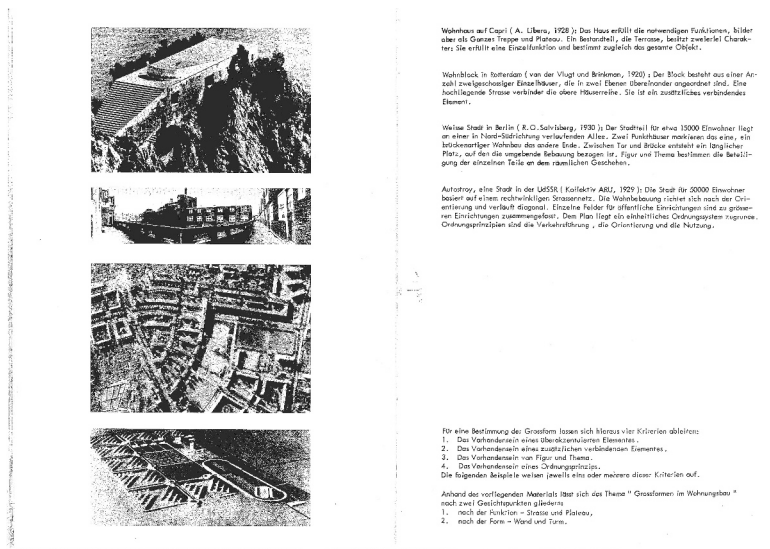 Wohnhaus auf Capri ( A. Libera, 1928 ): Das Haus erfüllt die notwendigen Funktionen, bildet
aber als Ganzes Treppe und Plateau. Ein Bestandteil, die Terrasse, besitzt zweierlei Charak-
ter: Sie erfüllt eine Einzelfunktion und bestimmt zugleich das gesamte Objekt.
Wohnblock in Rotterdam ( van der Vlugt und Brinkman, 1920) : Der Block besteht aus einer An-
zahl zweigeschossiger Einzelhäuser, die in zwei Ebenen übereinander angeordnet sind. Eine
hochliegende Strasse verbindet die obere Häuserreihe. Sie ist ein zusätzliches verbindendes
Element.
Weisse Stadt in Berlin ( R.O.Salvisberg, 1930 ): Der Stadtteil für etwa 15000 Einwohner liegt
an einer in Nord-Südrichtung verlaufenden Allee. Zwei Punkthäuser markieren das eine, ein
brückenartiger Wohnbau das andere Ende. Zwischen Tor und Brücke entsteht ein länglicher
Platz, auf den die umgebende Bebauung bezogen ist. Figur und Thema bestimmen die Beteili-
gung der einzelnen Teile an dem räumlichen Geschehen.
Autostroy, eine Stadt in der UdSSR ( Kollektiv ARU, 1929 ): Die Stadt für 50000 Einwohner
basiert auf einem rechtwinkligen Strassennetz. Die Wohnbebauung richtet sich nach der Ori-
entierung und verläuft diagonal. Einzelne Felder für öffentliche Einrichtungen sind zu grösse-
ren Einrichtungen zusammengefasst. Dem Plan liegt ein einheitliches Ordnungssystem zugrunde.
Ordnungsprinzipien sind die Verkehrsführung , die Orientierung und die Nutzung.
Für eine Bestimmung der Grossform lassen sich hieraus vier Kriterien ableiten:
1. Das Vorhandensein eines überakzentuierten Elementes.
2. Das Vorhandensein eines zusätzlichen verbindenden Elementes.
3. Das Vorhandensein von Figur und Thema.
4. Das Vorhandensein eines Ordnungsprinzips.
Die folgenden Beispiele weisen jeweils eins oder mehrere dieser Kriterien auf.
Anhand des vorliegenden Materials lässt sich das Thema " Grossformen im Wohnungsbau "
nach zwei Gesichtspunkten gliedern:
1. nach der Funktion - Strasse und Plateau,
2. nach der Form - Wand und Turm.